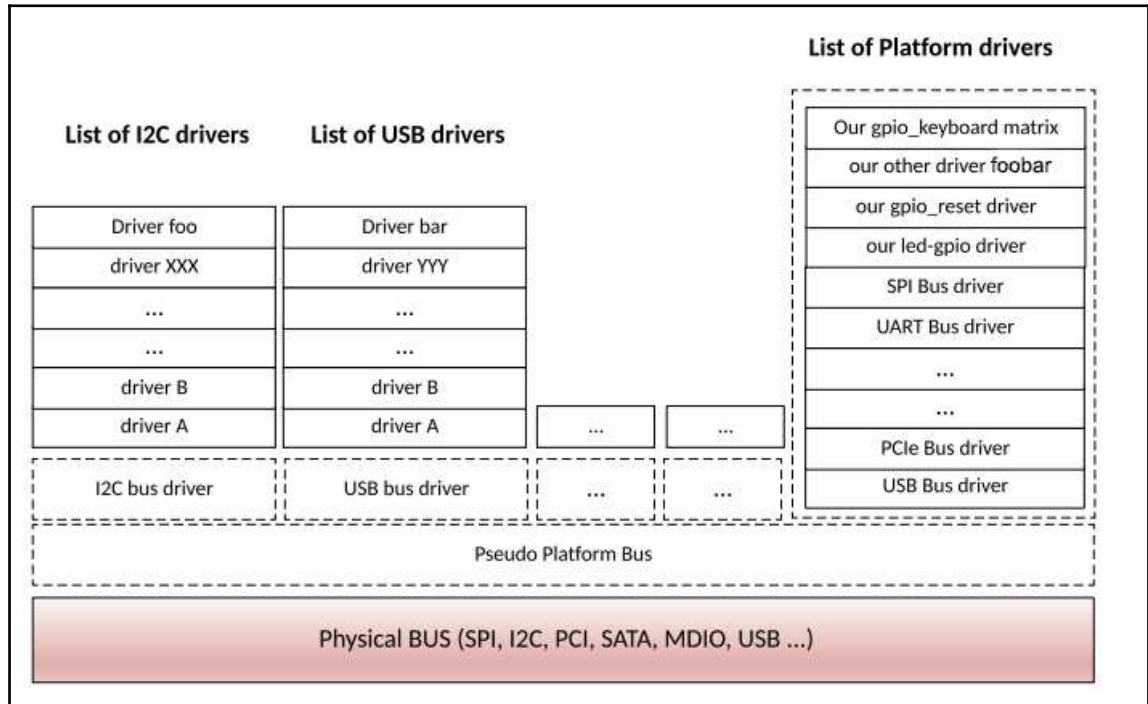 List of Platform drivers
List of I2C drivers
List of USB drivers
Our gpio_keyboard matrix
our other driver foobar
our gpio_reset driver
our led-gpio driver
SPI Bus driver
UART Bus driver
...
...
PCIe Bus driver
USB Bus driver
Driver foo
driver XXX
...
...
driver B
driver A
Driver bar
driver YYY
...
...
driver B
driver A
...
...
I2C bus driver
USB bus driver
...
...
Pseudo Platform Bus
Physical BUS (SPI, I2C, PCI, SATA, MDIO, USB ...)